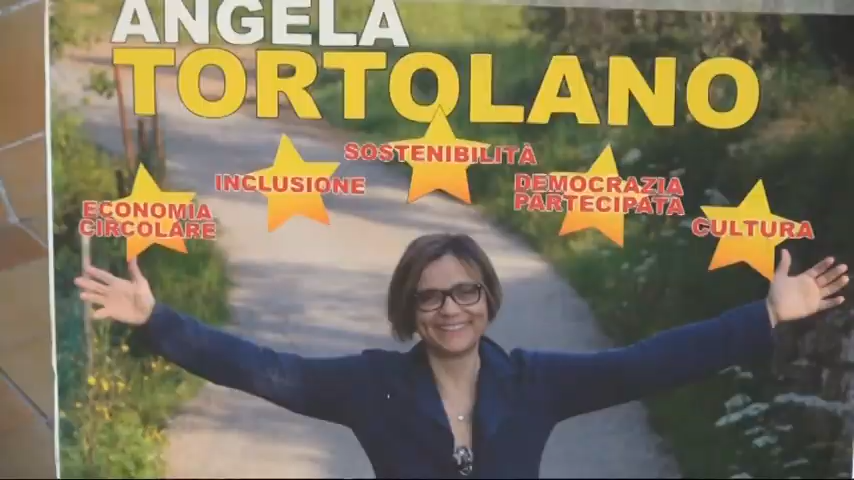 ANGELA
TORTOLANO
SOSTENIBILITÀ
INCLUSIONE
DEMOCRAZIA
PARTECIPATA
ECONOMIA
CIRCOLARE
CULTURA